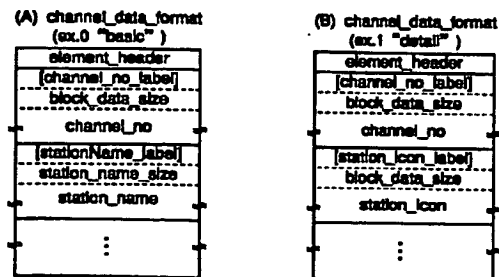 (A) channel_data_format
(ex.0 "basic" )
element_header
[channel_no_label]
block_data_size
channel_no
[stationName_label]
station_name_size
station_name
(B) channel_data_format
(ex.1 "detail" )
element_header
[channel_no_label]
block_data_size
channel_no
[station_icon_label]
block_data_size
station_icon